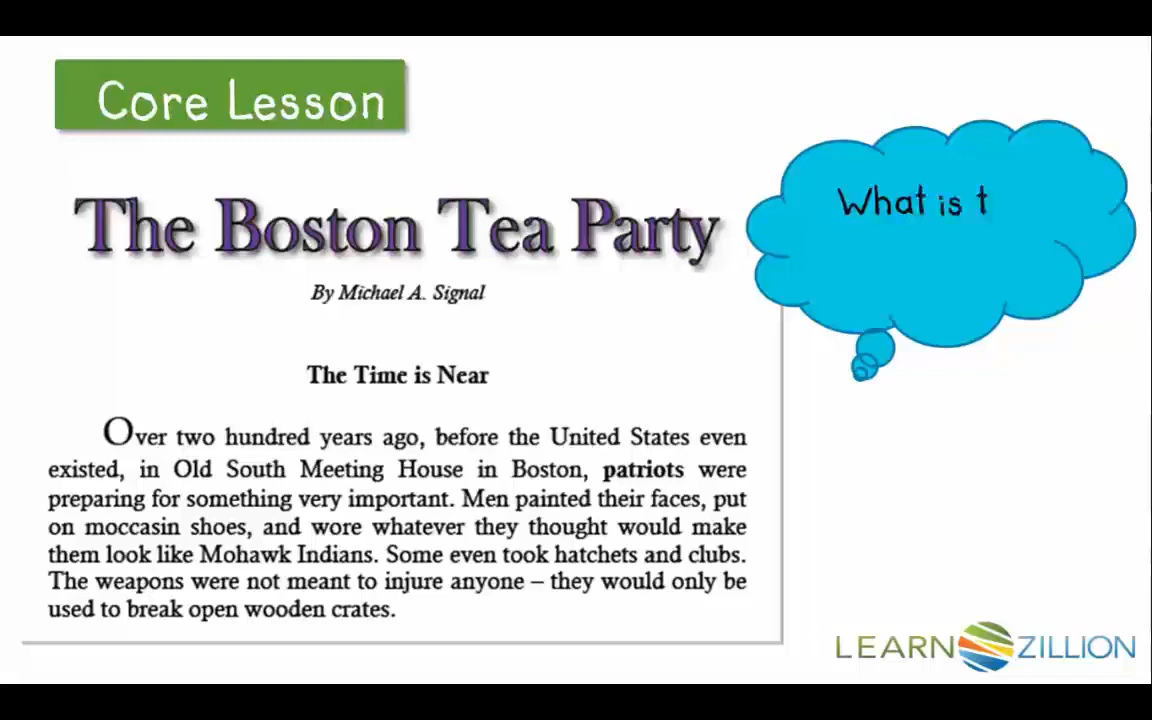 Core Lesson
The Boston Tea Party
By Michael A. Signal
The Time is Near
Over two hundred years ago, before the United States even
existed, in Old South Meeting House in Boston, patriots were
preparing for something very important. Men painted their faces, put
on moccasin shoes, and wore whatever they thought would make
them look like Mohawk Indians. Some even took hatchets and clubs.
The weapons were not meant to injure anyone – they would only be
used to break open wooden crates.
What is t
LEARN ZILLION